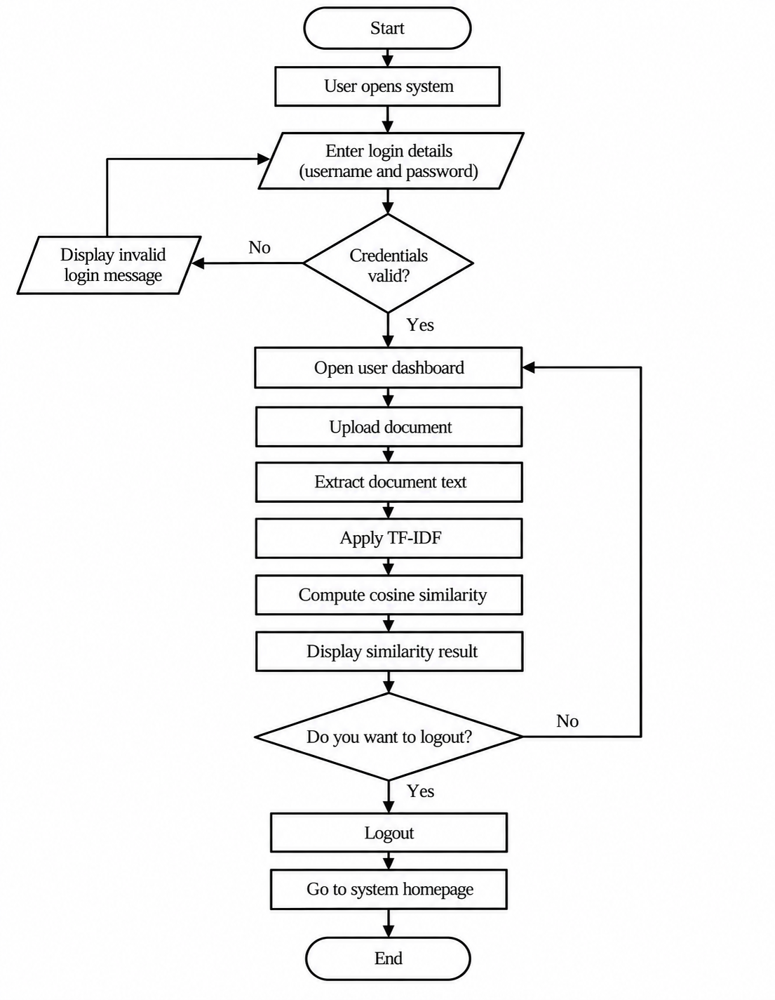 Start
User opens system
Enter login details
(username and password)
Display invalid
login message
No
Credentials
valid?
Yes
Open user dashboard
Upload document
Extract document text
Apply TF-IDF
Compute cosine similarity
Display similarity result
Do you want to logout?
No
Yes
Logout
Go to system homepage
End